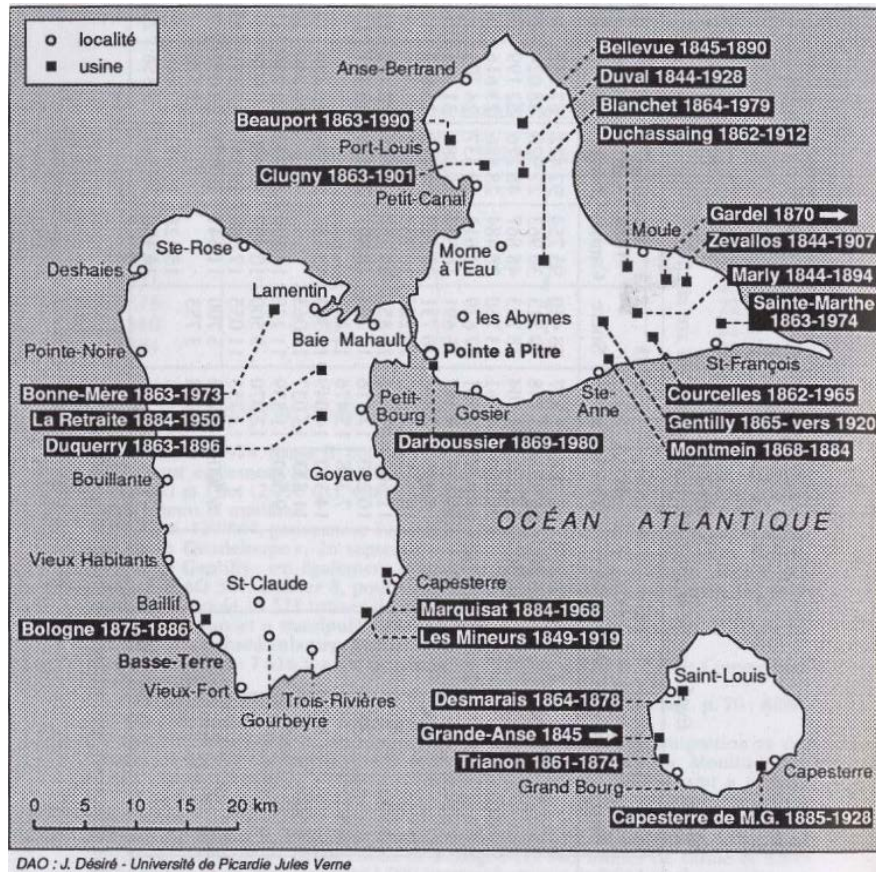 localité
usine
Anse-Bertrand
Beauport 1863-1990
Port-Louis
Clugny 1863-1901
Petit-Canal
Bellevue 1845-1890
Duval 1844-1928
Blanchet 1864-1979
Duchassaing 1862-1912
Gardel 1870
Moule
Zevallos 1844-1907
Marly 1844-1894
Sainte-Marthe
1863-1974
Morne
à l'Eau
Ste-Rose
Deshaies
Lamentin
Baie Mahault
les Abymes
Pointe à Pitre
Pointe-Noire
St-François
Ste-
Anne
Gosier
Petit-
Bourg
Bonne-Mère 1863-1973
La Retraite 1884-1950
Duquerry 1863-1896
Darboussier 1869-1980
Courcelles 1862-1965
Gentilly 1865- vers 1920
Montmein 1868-1884
Bouillante
Goyave
OCÉAN ATLANTIQUE
Vieux Habitants
St-Claude
Capesterre
Baillif
Marquisat 1884-1968
Bologne 1875-1886
Les Mineurs 1849-1919
Basse-Terre
Vieux-Fort
Trois-Rivières
Gourbeyre
Saint-Louis
Desmarais 1864-1878
Grande-Anse 1845
Trianon 1861-1874
Grand Bourg
Capesterre
Capesterre de M.G. 1885-1928
0 5 10 15 20 km
DAO : J. Désiré - Université de Picardie Jules Verne